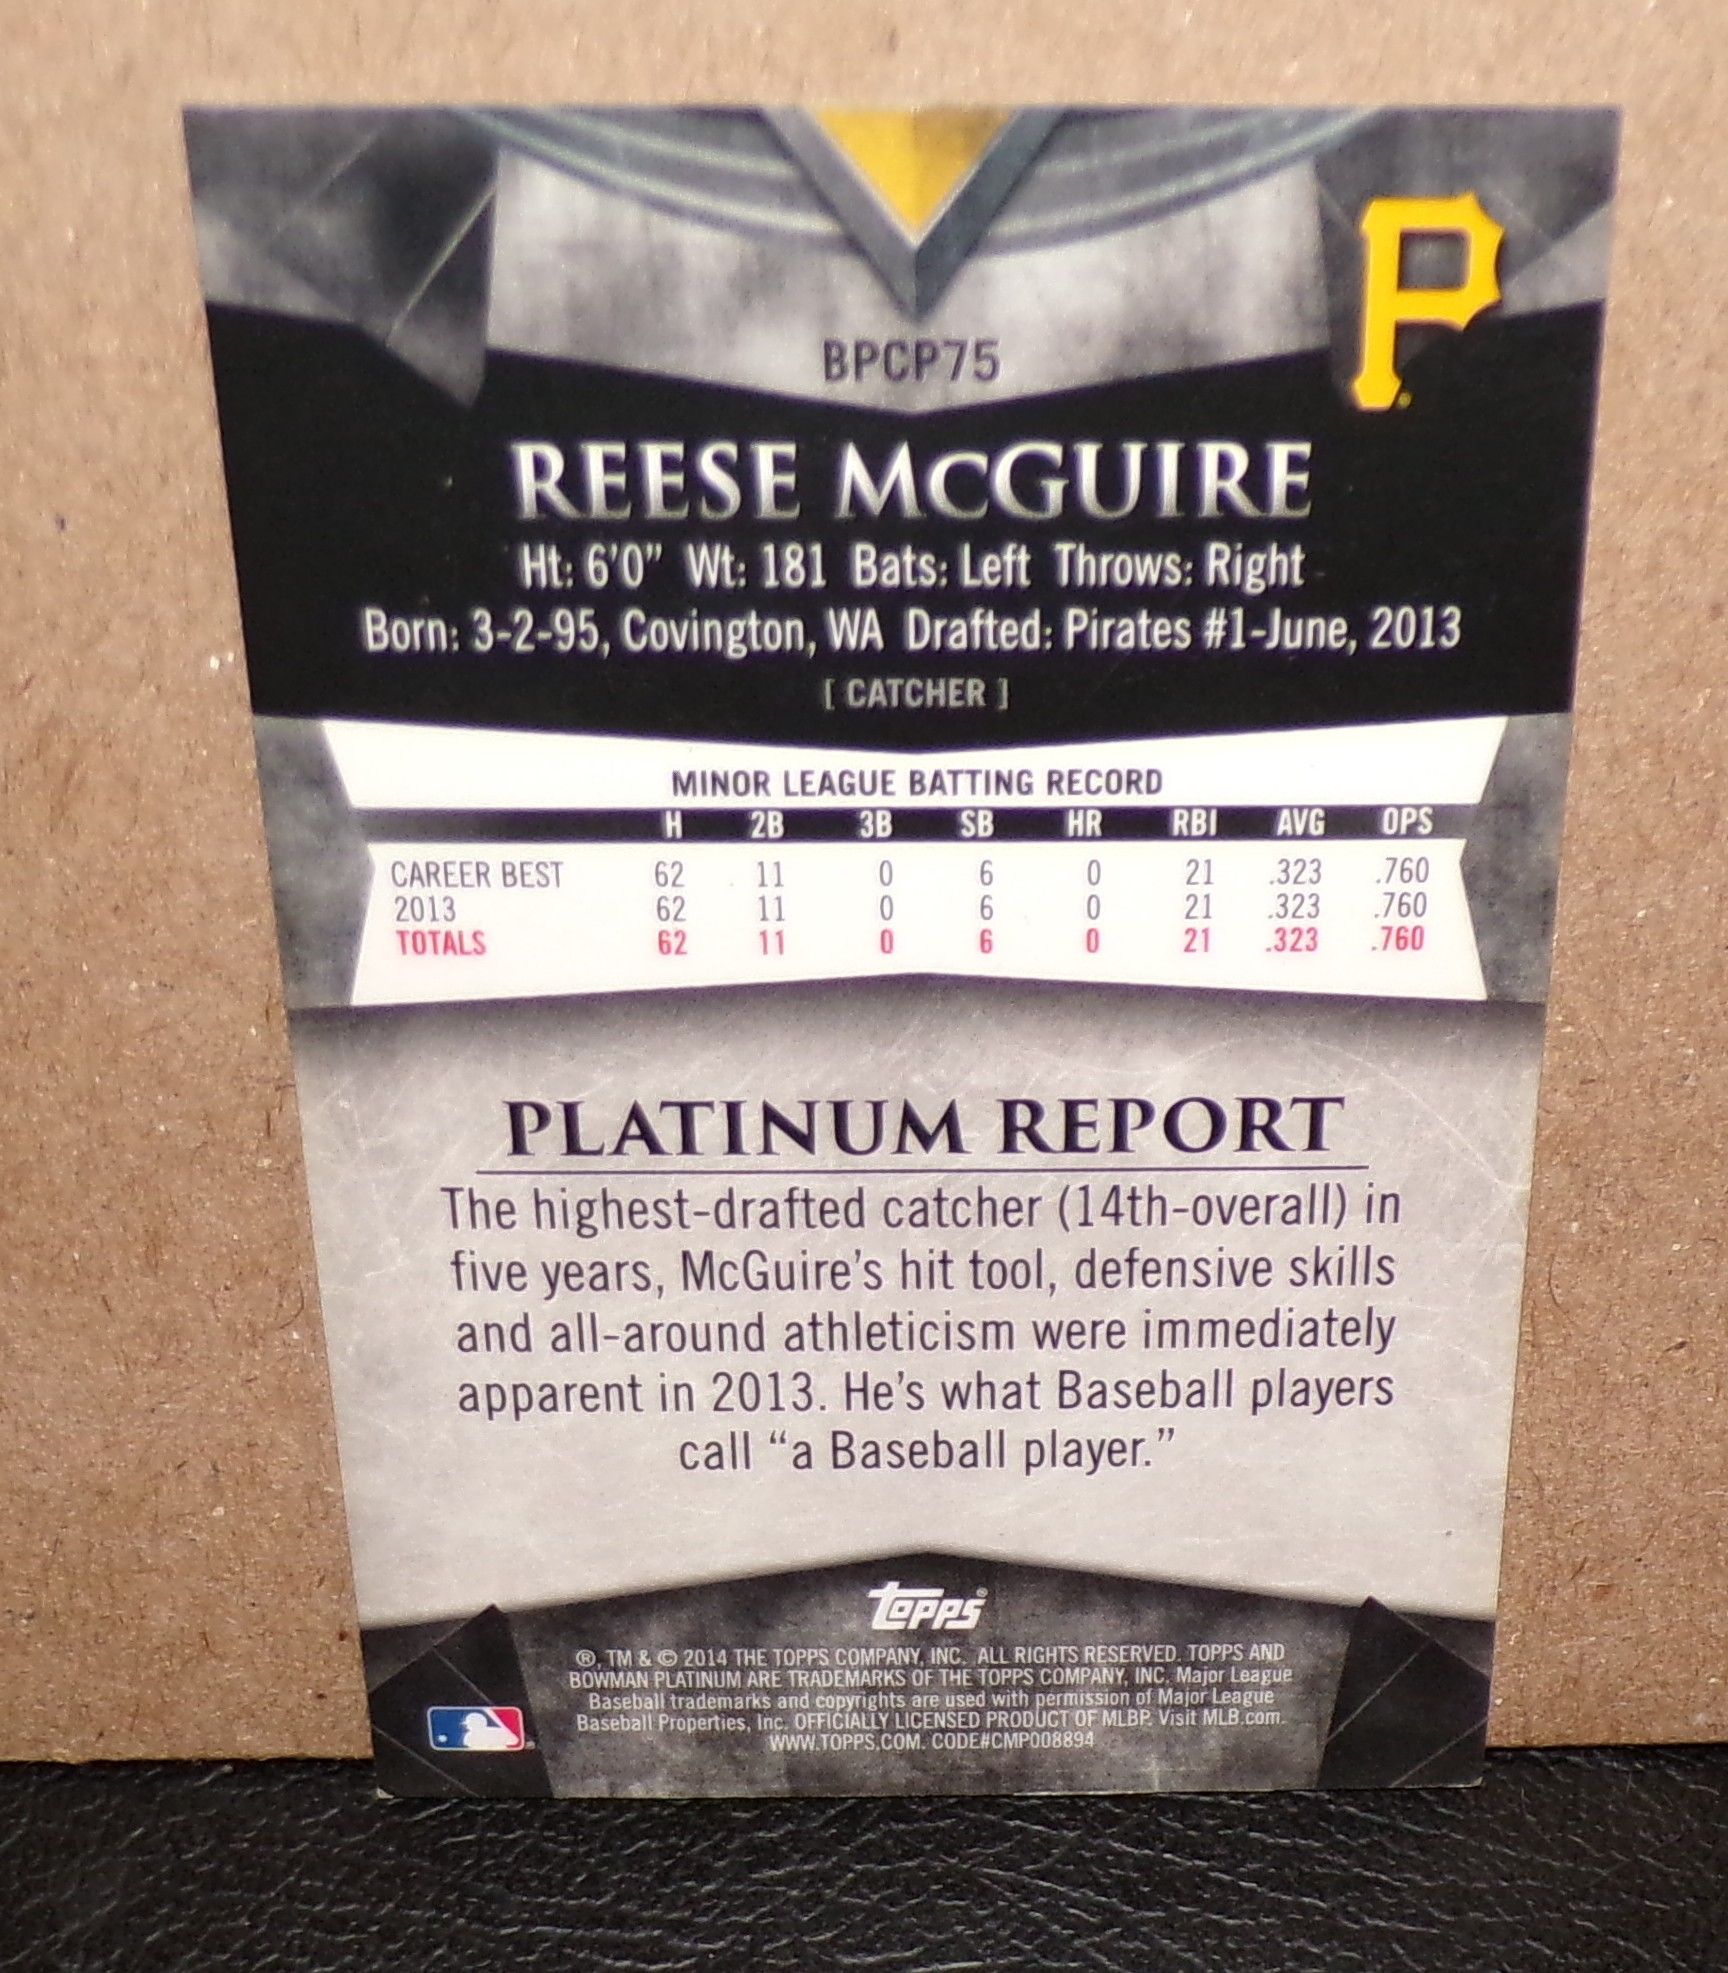 P
BPCP75
REESE McGUIRE
Ht: 6'0" Wt: 181 Bats: Left Throws: Right
Born: 3-2-95, Covington, WA Drafted: Pirates #1-June, 2013
[ CATCHER ]
MINOR LEAGUE BATTING RECORD
H 2B 3B SB HR RBI AVG OPS
CAREER BEST 62 11 0 6 0 21 .323 .760
2013 62 11 0 6 0 21 .323 .760
TOTALS 62 11 0 6 0 21 .323 .760
PLATINUM REPORT
The highest-drafted catcher (14th-overall) in
five years, McGuire's hit tool, defensive skills
and all-around athleticism were immediately
apparent in 2013. He's what Baseball players
call “a Baseball player.”
topps®
®, TM & © 2014 THE TOPPS COMPANY, INC. ALL RIGHTS RESERVED. TOPPS AND
BOWMAN PLATINUM ARE TRADEMARKS OF THE TOPPS COMPANY, INC. Major League
Baseball trademarks and copyrights are used with permission of Major League
Baseball Properties, Inc. OFFICIALLY LICENSED PRODUCT OF MLBP. Visit MLB.com.
WWW.TOPPS.COM. CODE#CMP008894